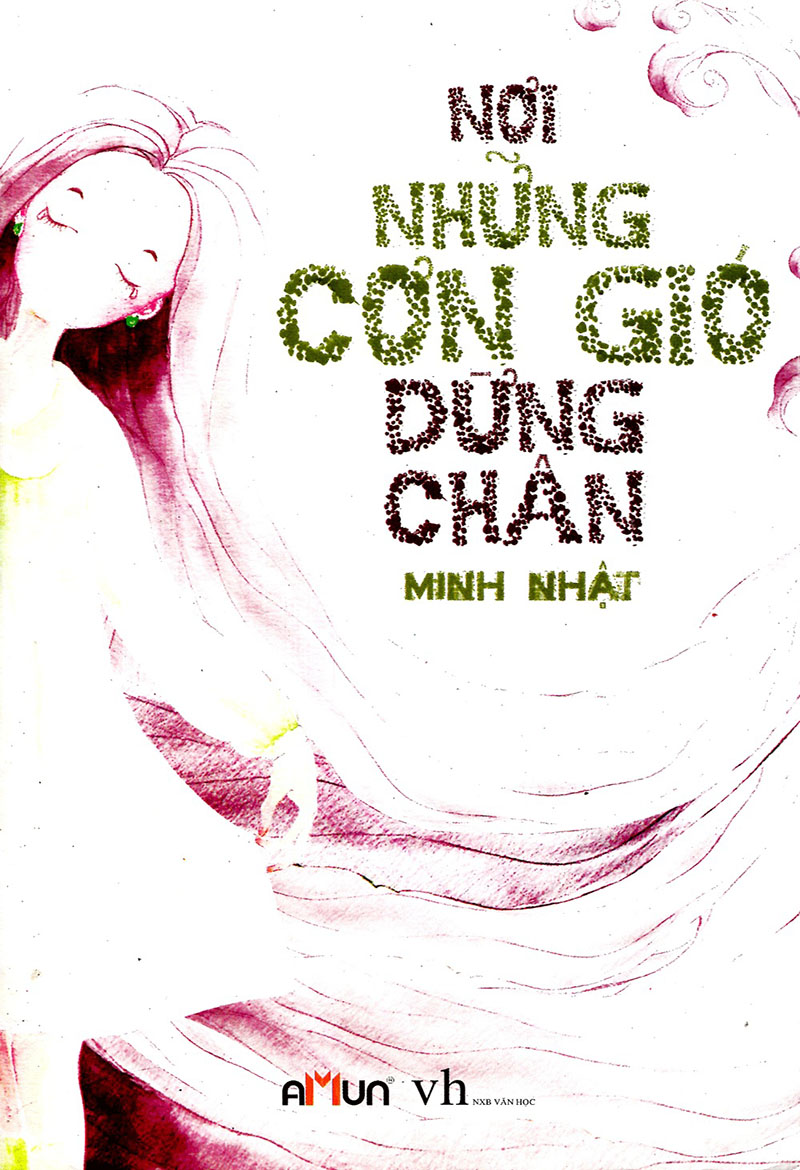 NƠI
NHỮNG
CƠN GIÓ
DỪNG
CHÂN
MINH NHẬT
AMUN vh NXB VĂN HỌC